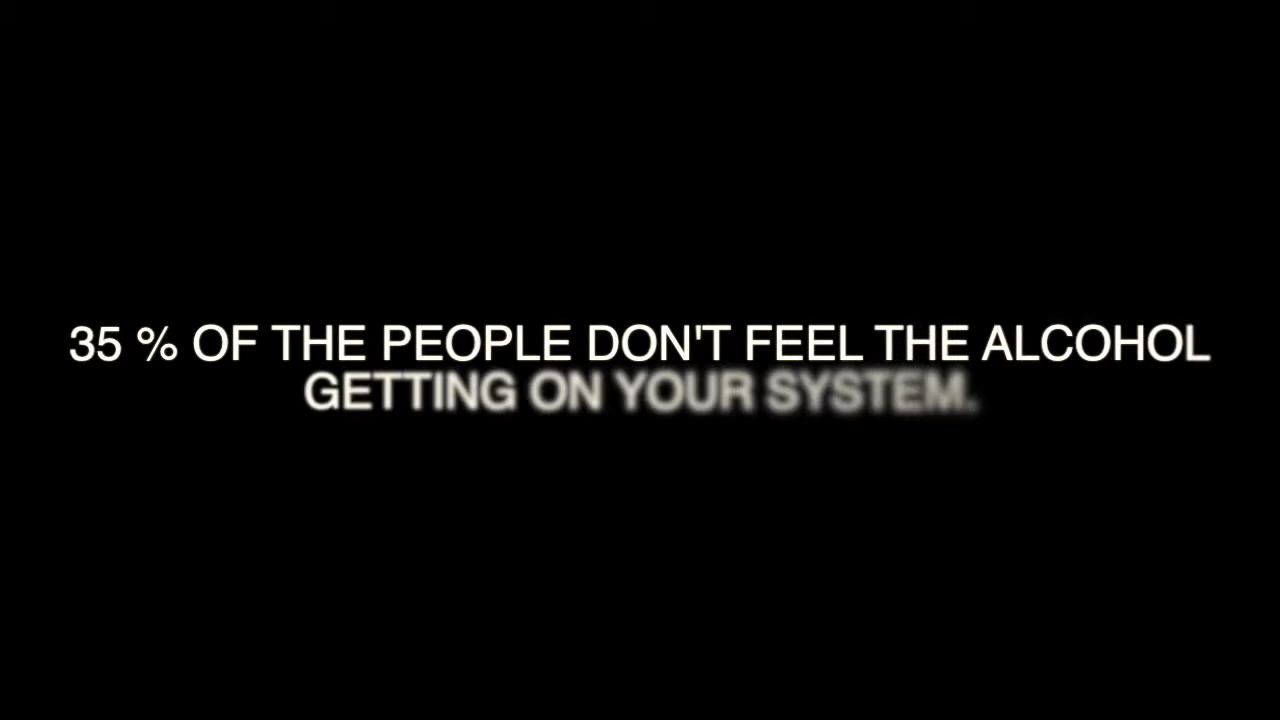 35 % OF THE PEOPLE DON'T FEEL THE ALCOHOL
GETTING ON YOUR SYSTEM.